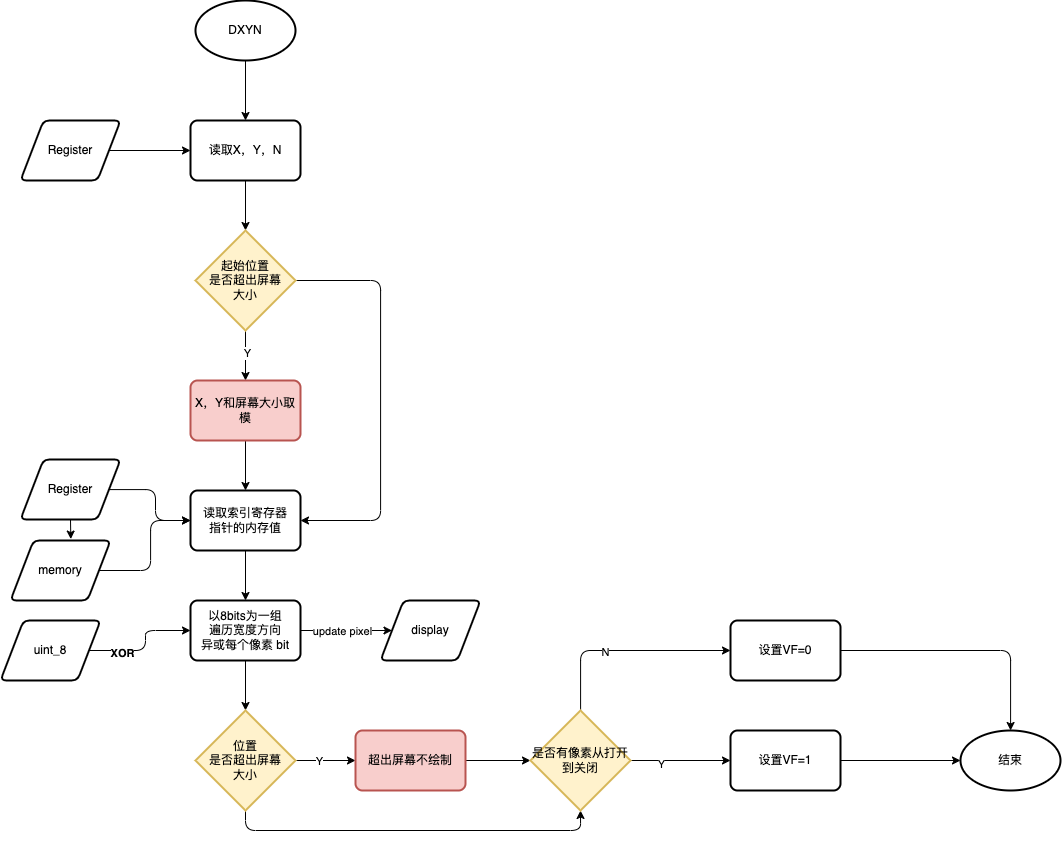 DXYN
Register
读取X，Y，N
起始位置
是否超出屏幕
大小
Y
X，Y和屏幕大小取
模
Register
读取索引寄存器
指针的内存值
memory
以8bits为一组
遍历宽度方向
异或每个像素 bit
update pixel
display
uint_8
XOR
N
设置VF=0
位置
是否超出屏幕
大小
Y
超出屏幕不绘制
是否有像素从打开
到关闭
Y
设置VF=1
结束